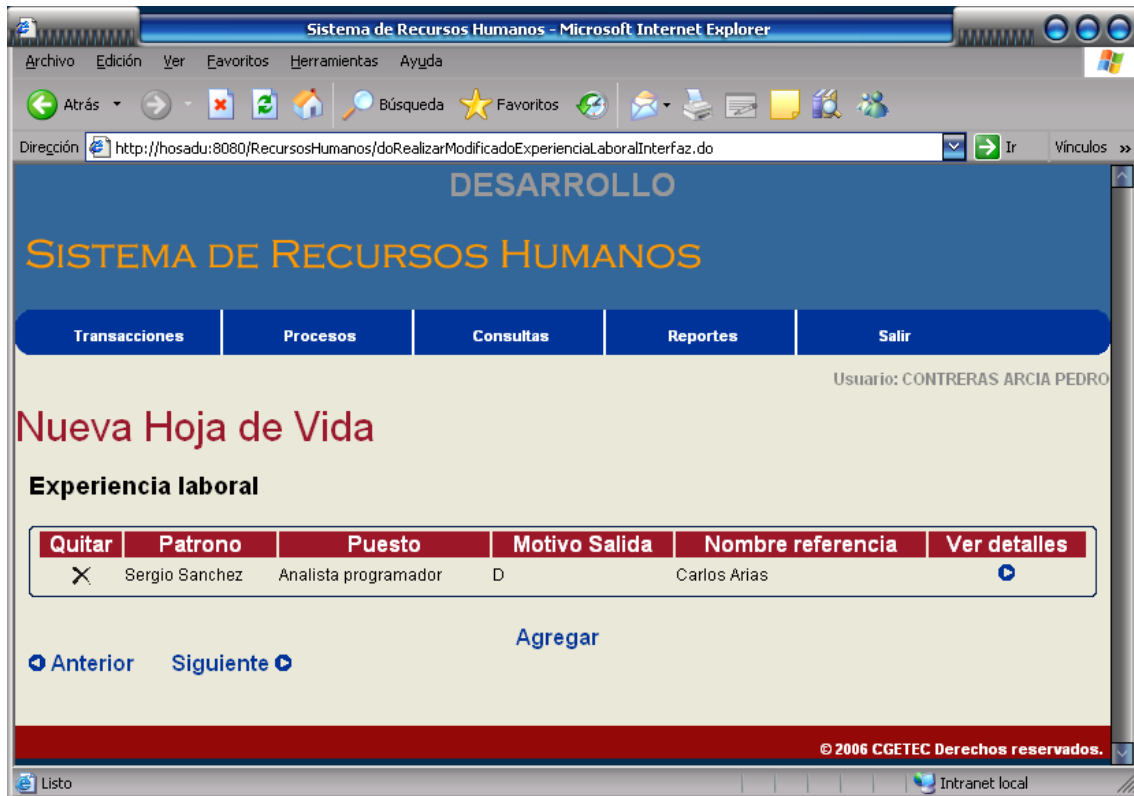 Sistema de Recursos Humanos - Microsoft Internet Explorer
Archivo Edición Ver Favoritos Herramientas Ayuda
Atrás Búsqueda Favoritos
Dirección http://hosadu:8080/RecursosHumanos/doRealizarModificadoExperienciaLaboralInterfaz.do Ir Vínculos »
DESARROLLO
SISTEMA DE RECURSOS HUMANOS
Transacciones Procesos Consultas Reportes Salir
Usuario: CONTRERAS ARCIA PEDRO
Nueva Hoja de Vida
Experiencia laboral
Quitar Patrono Puesto Motivo Salida Nombre referencia Ver detalles
Sergio Sanchez Analista programador D Carlos Arias
Agregar
Anterior Siguiente
© 2006 CGETEC Derechos reservados.
Listo Intranet local